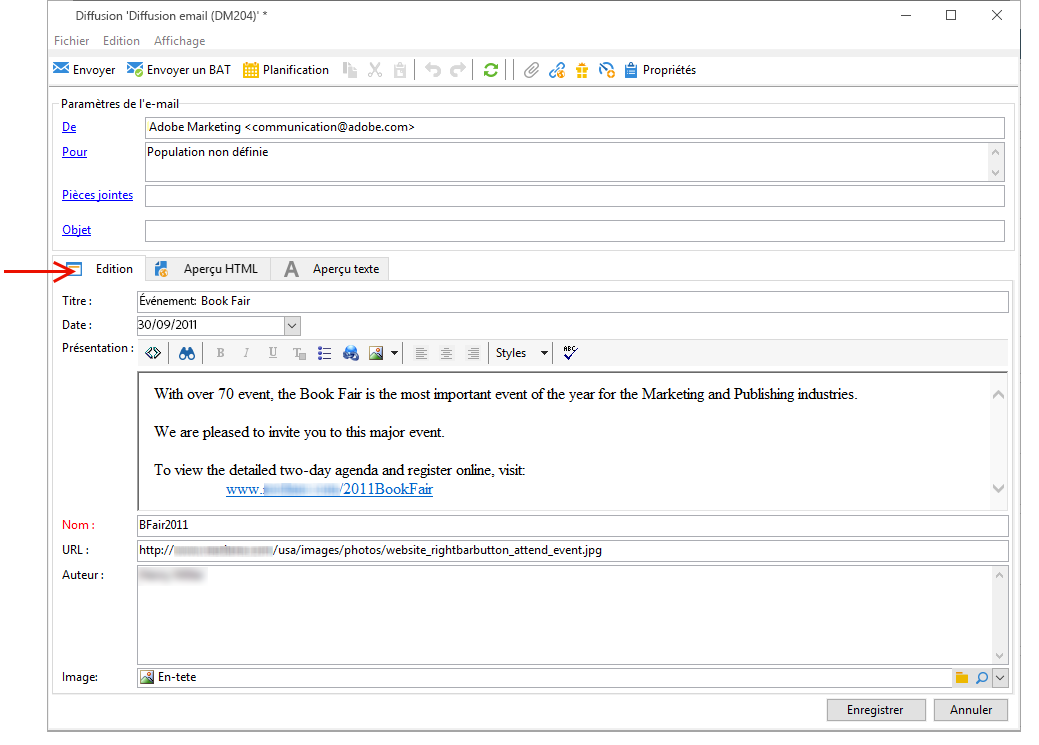 Diffusion 'Diffusion email (DM204)' *
Fichier Edition Affichage
Envoyer Envoyer un BAT Planification Propriétés
Paramètres de l'e-mail
De Adobe Marketing <communication@adobe.com>
Pour Population non définie
Pièces jointes
Objet
Edition Aperçu HTML A Aperçu texte
Titre : Événement: Book Fair
Date : 30/09/2011
Présentation : B I U T Styles ABC
With over 70 event, the Book Fair is the most important event of the year for the Marketing and Publishing industries.
We are pleased to invite you to this major event.
To view the detailed two-day agenda and register online, visit:
www. /2011BookFair
Nom : BFair2011
URL : http:// /usa/images/photos/website_rightbarbutton_attend_event.jpg
Auteur :
Image: En-tete
Enregistrer Annuler